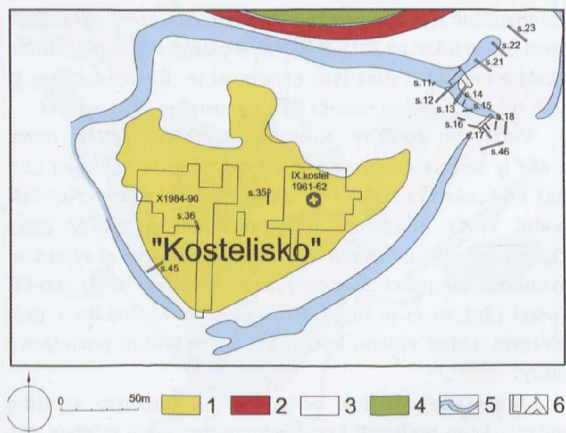 s.23
s.22
s.21
s.11
s.12
s.14
s.15
s.13
s.18
s.16
s.17
s.46
IX.kostel
1961-62
X1984-90
s.35
s.36
"Kostelisko"
s.45
0 50m
1 2 3 4 5 6